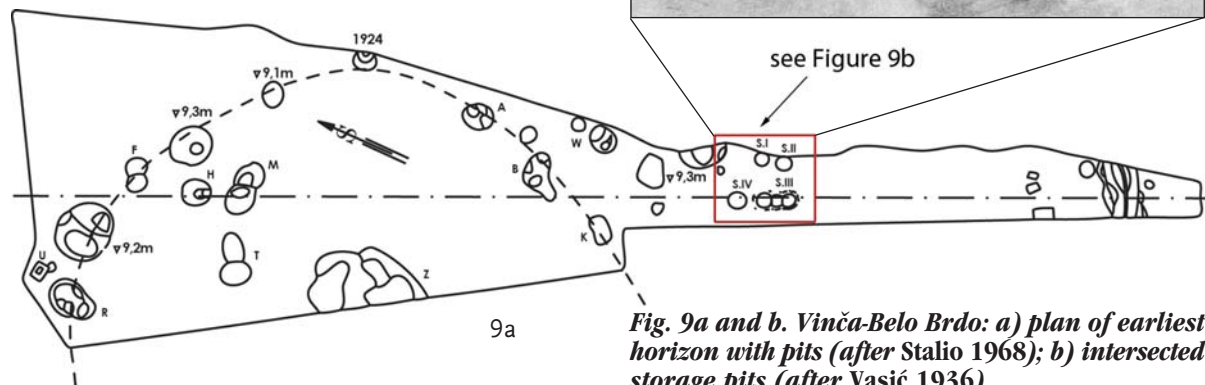 1924
see Figure 9b
▽9,1m
A
▽9,3m
W
S.I
S.II
F
M
B
▽9,3m
H
S.IV
S.III
▽9,2m
K
U
T
Z
R
9a
Fig. 9a and b. Vinča-Belo Brdo: a) plan of earliest
horizon with pits (after Stalio 1968); b) intersected
storage pits (after Vasić 1936)